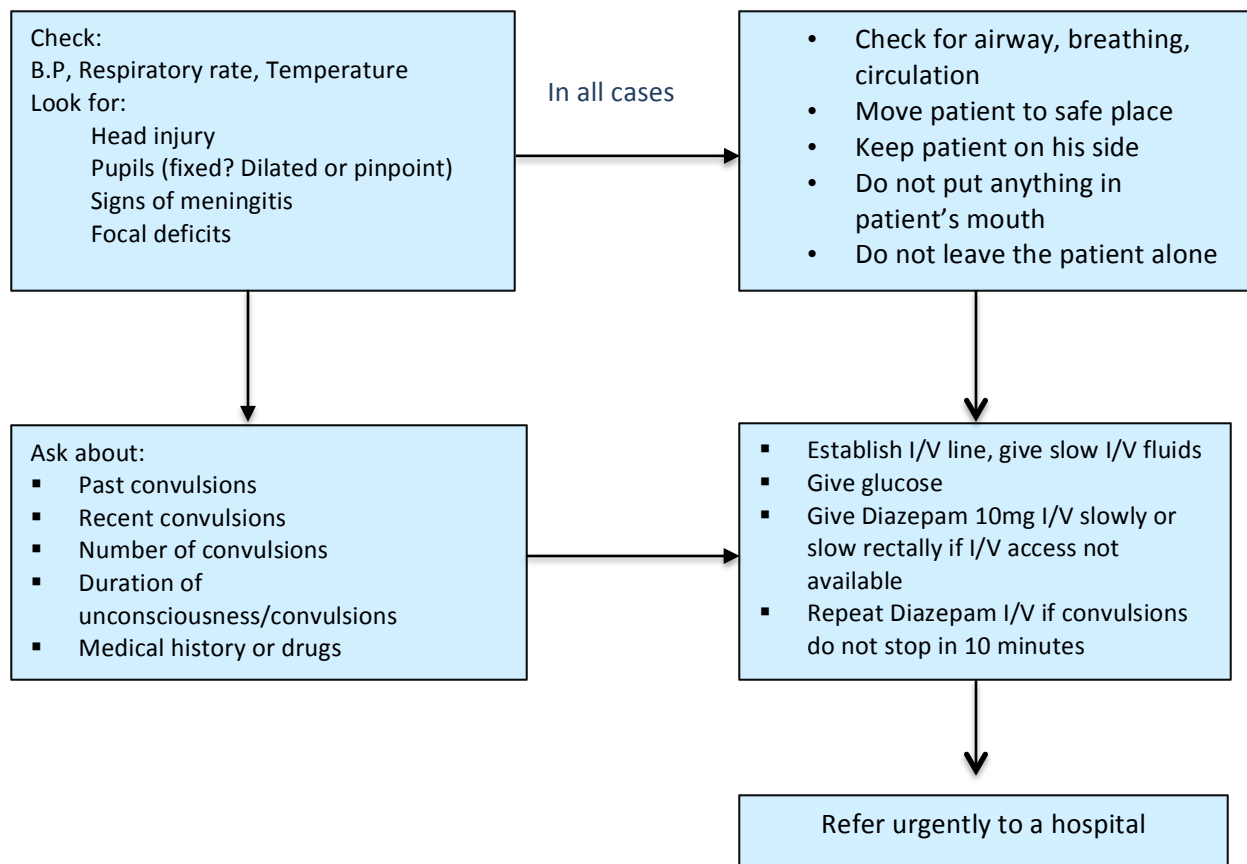 Check:
B.P, Respiratory rate, Temperature
Look for:
Head injury
Pupils (fixed? Dilated or pinpoint)
Signs of meningitis
Focal deficits
In all cases
• Check for airway, breathing,
circulation
• Move patient to safe place
• Keep patient on his side
• Do not put anything in
patient’s mouth
• Do not leave the patient alone
Ask about:
▪ Past convulsions
▪ Recent convulsions
▪ Number of convulsions
▪ Duration of
unconsciousness/convulsions
▪ Medical history or drugs
▪ Establish I/V line, give slow I/V fluids
▪ Give glucose
▪ Give Diazepam 10mg I/V slowly or
slow rectally if I/V access not
available
▪ Repeat Diazepam I/V if convulsions
do not stop in 10 minutes
Refer urgently to a hospital